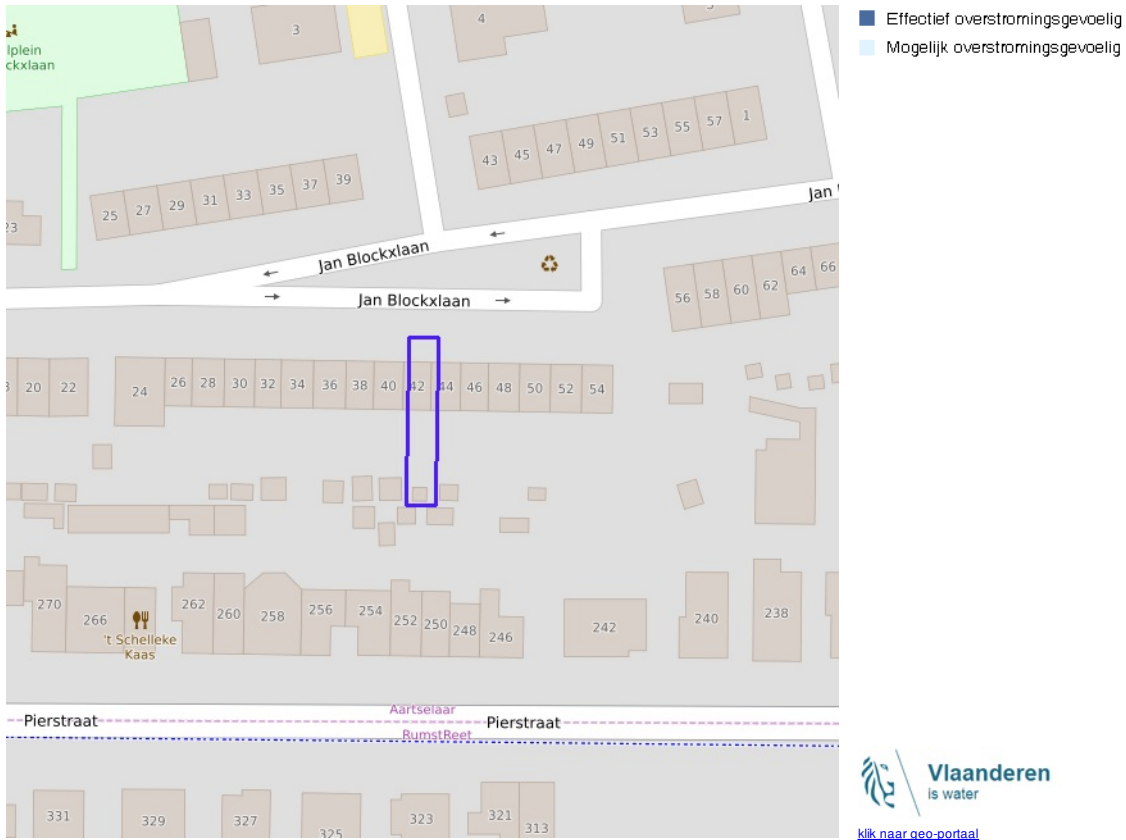 Effectief overstromingsgevoelig
Mogelijk overstromingsgevoelig
3
4
lplein
ckxlaan
43 45 47 49 51 53 55 57 1
25 27 29 31 33 35 37 39
23
Jan
Jan Blockxlaan
Jan Blockxlaan
56 58 60 62 64 66
20 22 24 26 28 30 32 34 36 38 40 42 44 46 48 50 52 54
270 266 262 260 258 256 254 252 250 248 246 242 240 238
't Schelleke
Kaas
Aartselaar
Pierstraat
Pierstraat
RumstReet
331 329 327 325 323 321 313
Vlaanderen
is water
klik naar geo-portaal